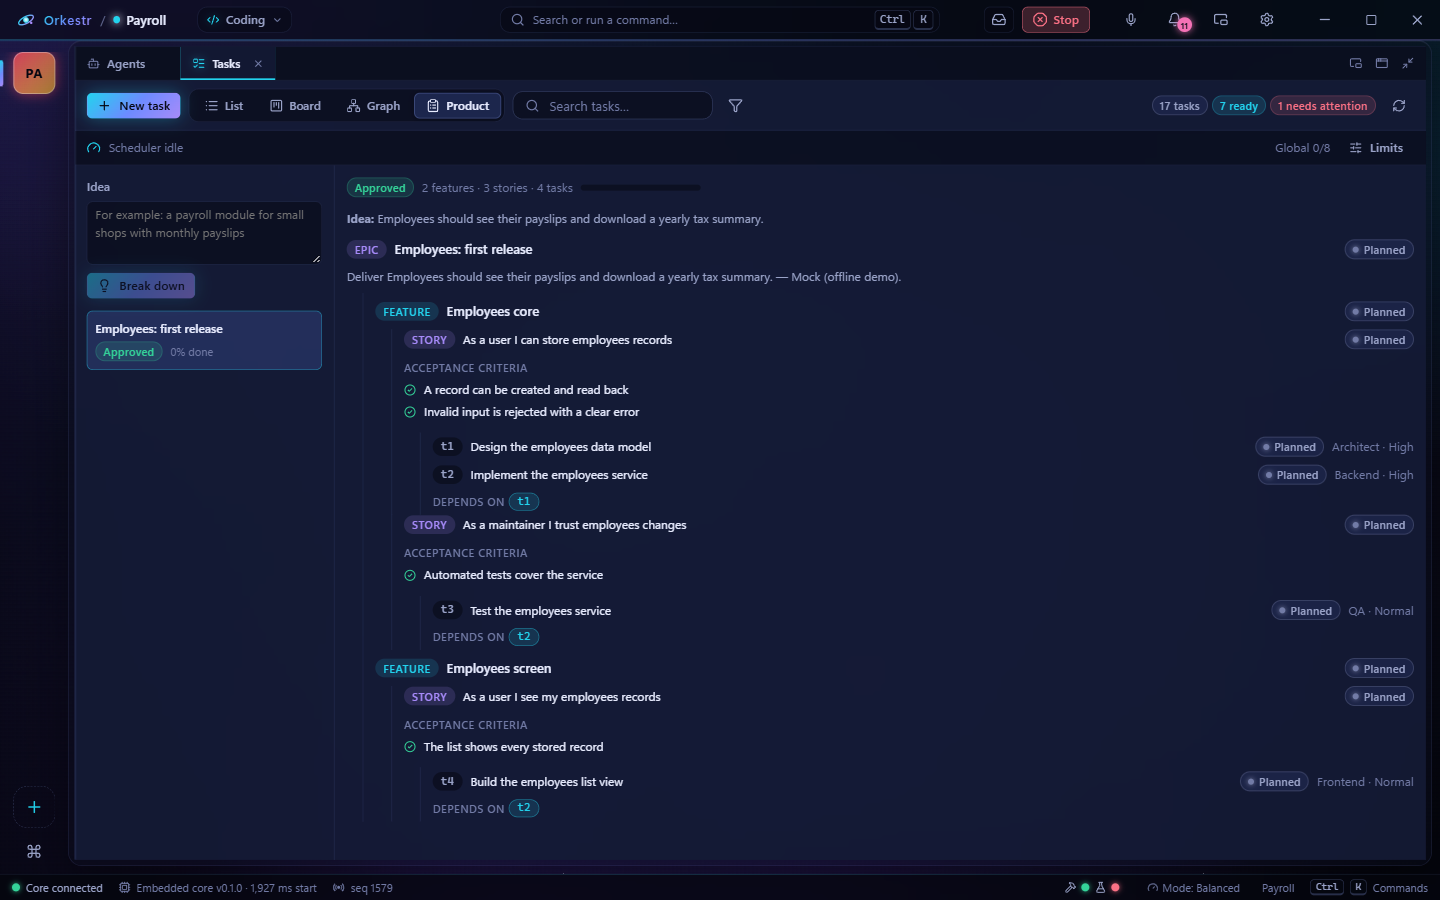 Orkestr / Payroll
Coding
Search or run a command...
Ctrl K
Stop
11
PA
Agents
Tasks
New task
List
Board
Graph
Product
Search tasks...
17 tasks
7 ready
1 needs attention
Scheduler idle
Global 0/8
Limits
Idea
For example: a payroll module for small
shops with monthly payslips
Break down
Employees: first release
Approved 0% done
Approved 2 features · 3 stories · 4 tasks
Idea: Employees should see their payslips and download a yearly tax summary.
EPIC Employees: first release Planned
Deliver Employees should see their payslips and download a yearly tax summary. — Mock (offline demo).
FEATURE Employees core Planned
STORY As a user I can store employees records Planned
ACCEPTANCE CRITERIA
A record can be created and read back
Invalid input is rejected with a clear error
t1 Design the employees data model Planned Architect · High
t2 Implement the employees service Planned Backend · High
DEPENDS ON t1
STORY As a maintainer I trust employees changes Planned
ACCEPTANCE CRITERIA
Automated tests cover the service
t3 Test the employees service Planned QA · Normal
DEPENDS ON t2
FEATURE Employees screen Planned
STORY As a user I see my employees records Planned
ACCEPTANCE CRITERIA
The list shows every stored record
t4 Build the employees list view Planned Frontend · Normal
DEPENDS ON t2
Core connected
Embedded core v0.1.0 · 1,927 ms start
seq 1579
Mode: Balanced
Payroll
Ctrl K Commands